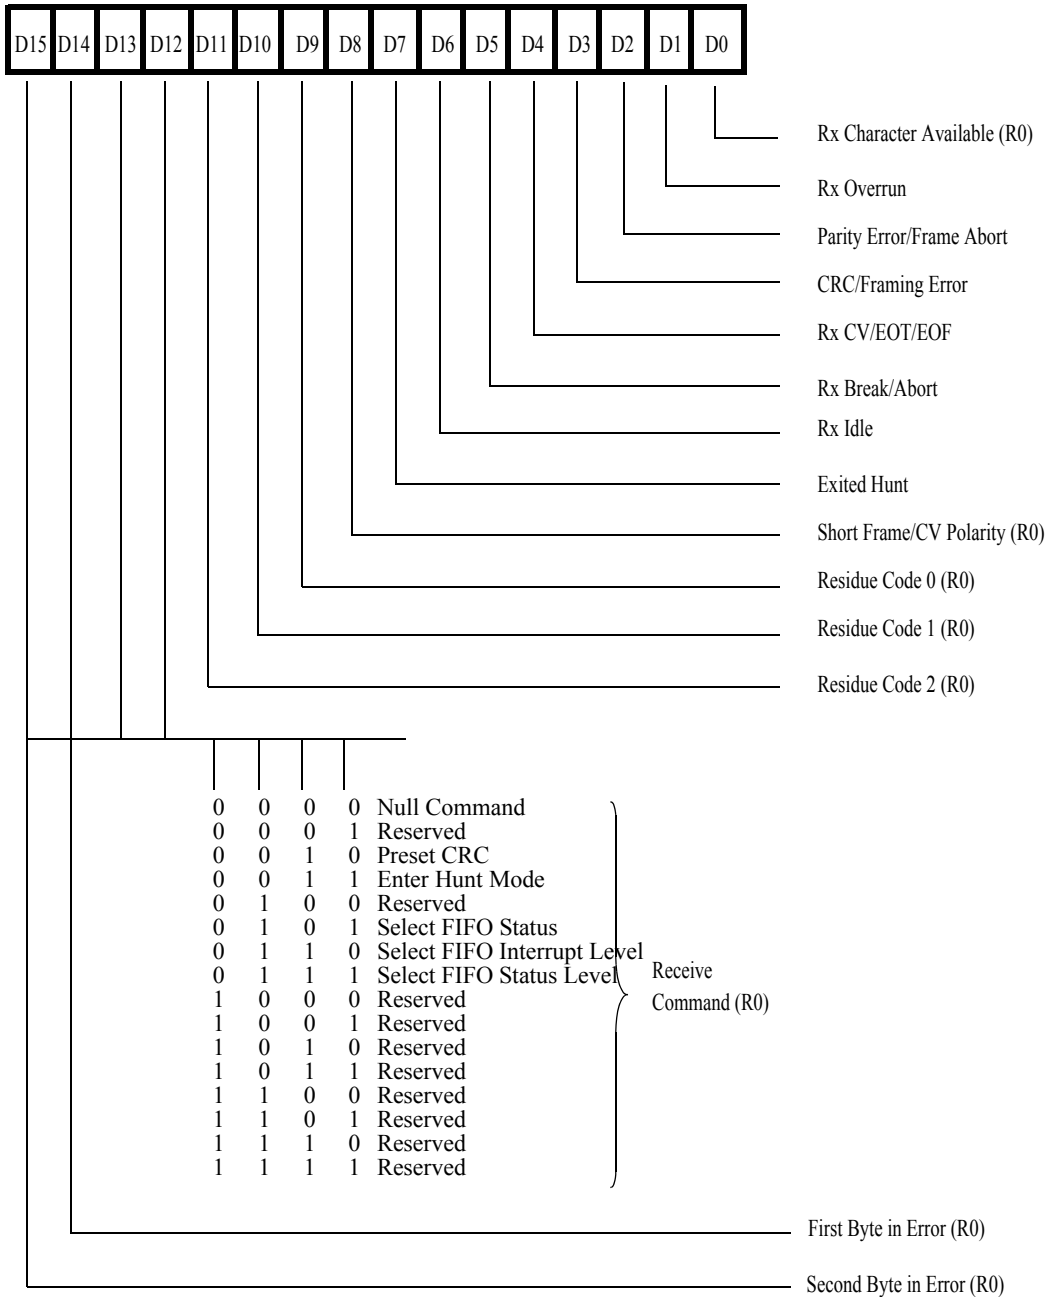 D15 D14 D13 D12 D11 D10 D9 D8 D7 D6 D5 D4 D3 D2 D1 D0
Rx Character Available (R0)
Rx Overrun
Parity Error/Frame Abort
CRC/Framing Error
Rx CV/EOT/EOF
Rx Break/Abort
Rx Idle
Exited Hunt
Short Frame/CV Polarity (R0)
Residue Code 0 (R0)
Residue Code 1 (R0)
Residue Code 2 (R0)
0 0 0 0 Null Command
0 0 0 1 Reserved
0 0 1 0 Preset CRC
0 0 1 1 Enter Hunt Mode
0 1 0 0 Reserved
0 1 0 1 Select FIFO Status
0 1 1 0 Select FIFO Interrupt Level
0 1 1 1 Select FIFO Status Level
1 0 0 0 Reserved
1 0 0 1 Reserved
1 0 1 0 Reserved
1 0 1 1 Reserved
1 1 0 0 Reserved
1 1 0 1 Reserved
1 1 1 0 Reserved
1 1 1 1 Reserved
Receive
Command (R0)
First Byte in Error (R0)
Second Byte in Error (R0)